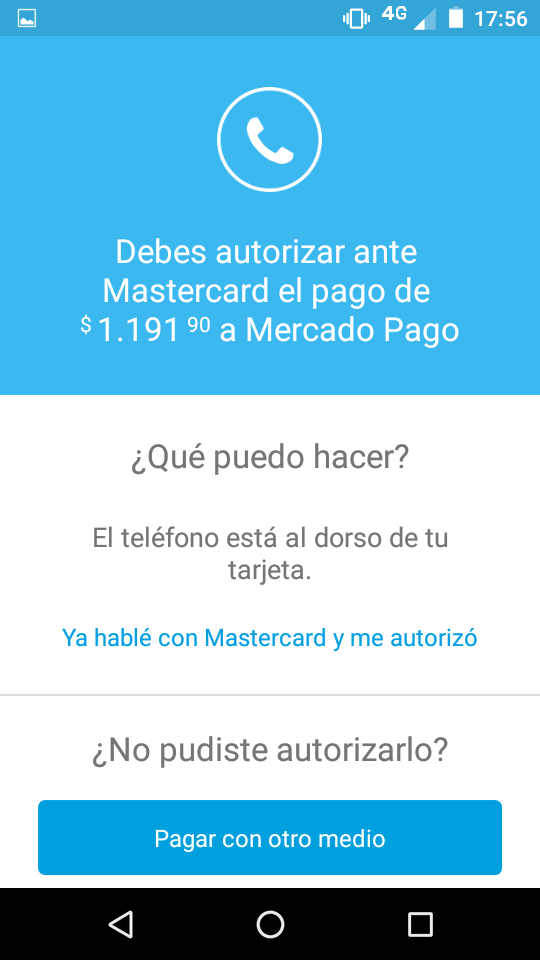 4G 17:56
Debes autorizar ante
Mastercard el pago de
$ 1.191 90 a Mercado Pago
¿Qué puedo hacer?
El teléfono está al dorso de tu
tarjeta.
Ya hablé con Mastercard y me autorizó
¿No pudiste autorizarlo?
Pagar con otro medio